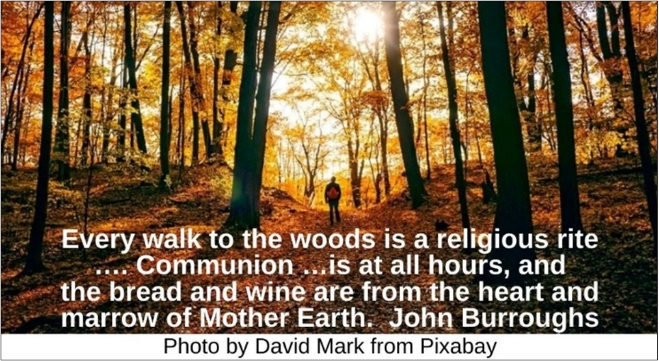 Every walk to the woods is a religious rite
.... Communion ...is at all hours, and
the bread and wine are from the heart and
marrow of Mother Earth.  John Burroughs
Photo by David Mark from Pixabay